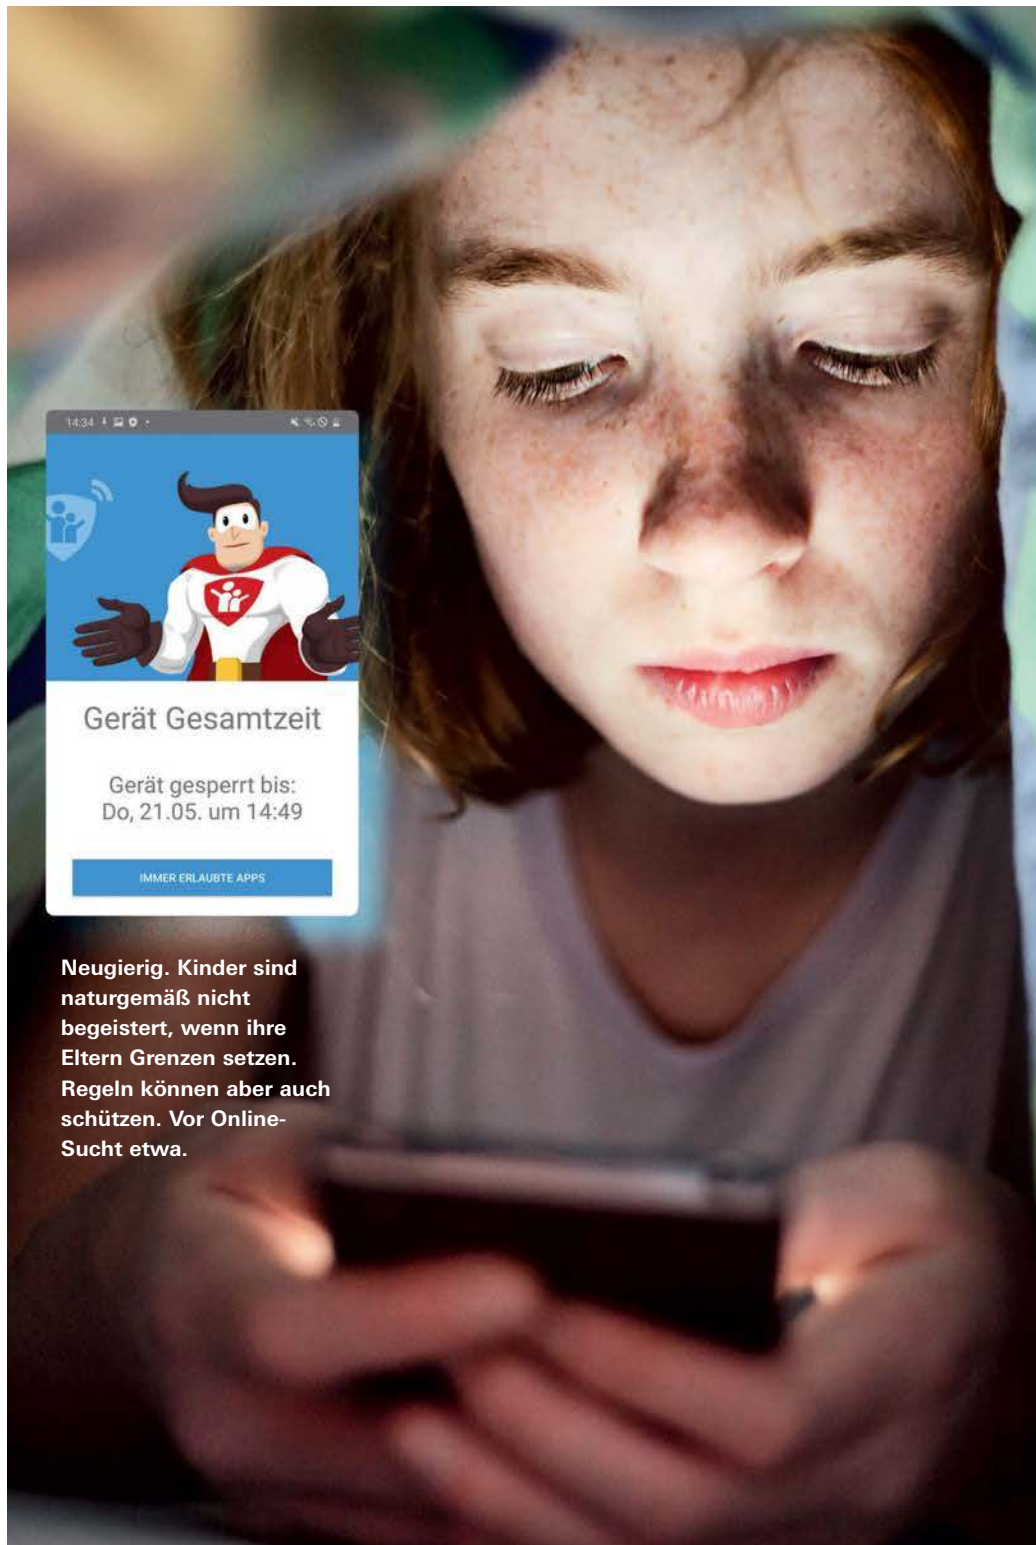 14:34
Gerät Gesamtzeit
Gerät gesperrt bis:
Do, 21.05. um 14:49
IMMER ERLAUBTE APPS
Neugierig. Kinder sind
naturgemäß nicht
begeistert, wenn ihre
Eltern Grenzen setzen.
Regeln können aber auch
schützen. Vor Online-
Sucht etwa.